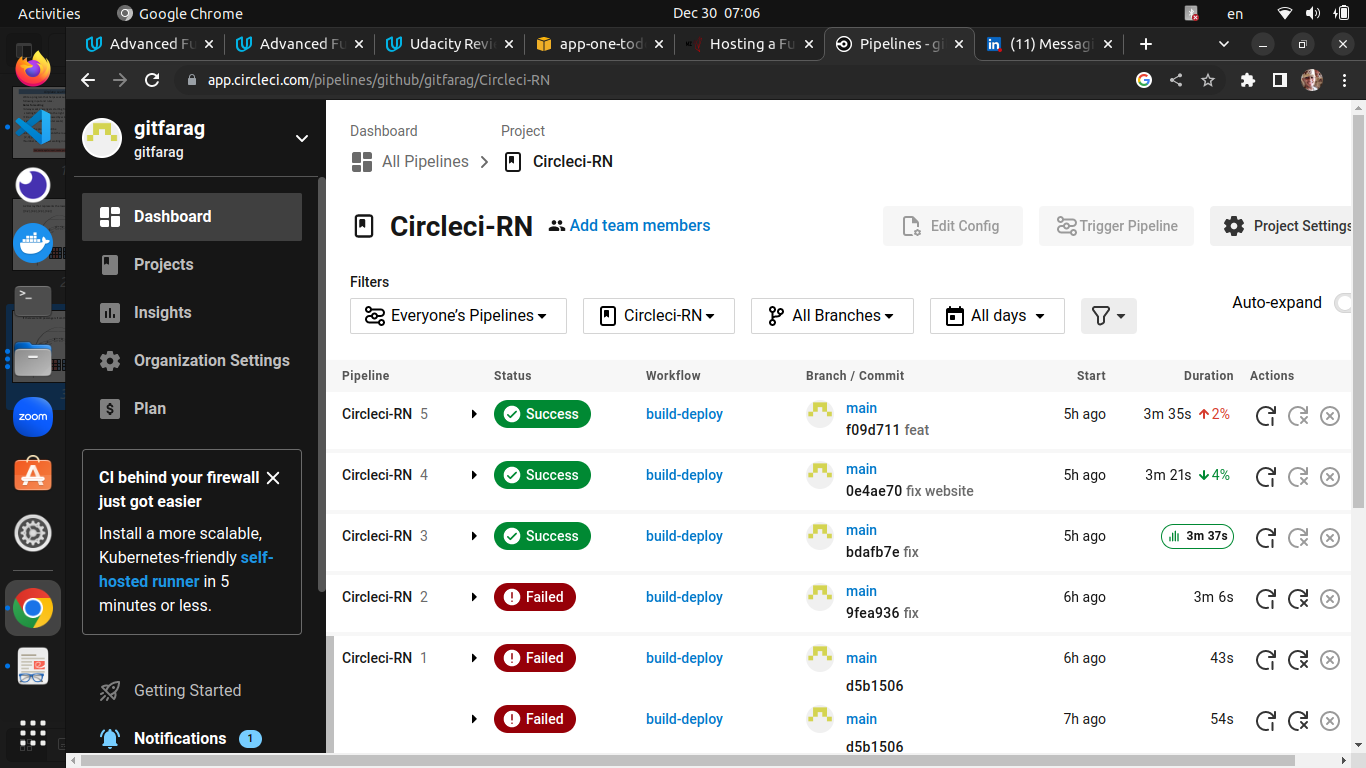 Activities
Google Chrome
Dec 30 07:06
en
Advanced Fu
Advanced Fu
Udacity Revi
app-one-tod
Hosting a Fu
Pipelines - gi
(11) Messagi
app.circleci.com/pipelines/github/gitfarag/Circleci-RN
gitfarag
gitfarag
Dashboard
Projects
Insights
Organization Settings
Plan
CI behind your firewall
just got easier
Install a more scalable,
Kubernetes-friendly self-
hosted runner in 5
minutes or less.
Getting Started
Notifications 1
zoom
Dashboard Project
All Pipelines Circleci-RN
Circleci-RN Add team members
Edit Config
Trigger Pipeline
Project Settings
Filters
Everyone’s Pipelines
Circleci-RN
All Branches
All days
Auto-expand
Pipeline Status Workflow Branch / Commit Start Duration Actions
Circleci-RN 5 Success build-deploy main 5h ago 3m 35s 2%
f09d711 feat
Circleci-RN 4 Success build-deploy main 5h ago 3m 21s 4%
0e4ae70 fix website
Circleci-RN 3 Success build-deploy main 5h ago 3m 37s
bdafb7e fix
Circleci-RN 2 Failed build-deploy main 6h ago 3m 6s
9fea936 fix
Circleci-RN 1 Failed build-deploy main 6h ago 43s
d5b1506
Failed build-deploy main 7h ago 54s
d5b1506